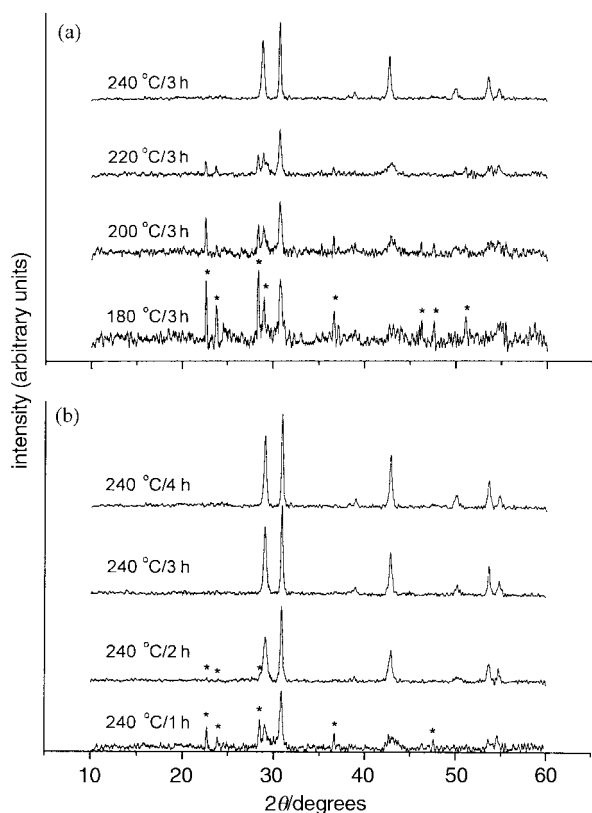 (a)
240 °C/3 h
220 °C/3 h
200 °C/3 h
* * * * * * * *
180 °C/3 h
intensity (arbitrary units)
(b)
240 °C/4 h
240 °C/3 h
240 °C/2 h
* * *
240 °C/1 h
* * * * *
10 20 30 40 50 60
2θ/degrees